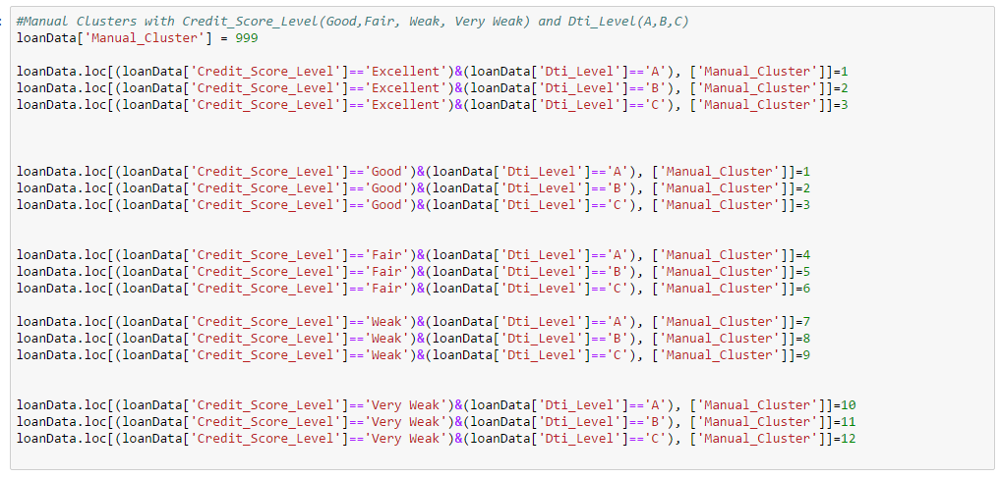 #Manual Clusters with Credit_Score_Level(Good,Fair, Weak, Very Weak) and Dti_Level(A,B,C)
loanData['Manual_Cluster'] = 999
loanData.loc[(loanData['Credit_Score_Level']=='Excellent')&(loanData['Dti_Level']=='A'), ['Manual_Cluster']]=1
loanData.loc[(loanData['Credit_Score_Level']=='Excellent')&(loanData['Dti_Level']=='B'), ['Manual_Cluster']]=2
loanData.loc[(loanData['Credit_Score_Level']=='Excellent')&(loanData['Dti_Level']=='C'), ['Manual_Cluster']]=3
loanData.loc[(loanData['Credit_Score_Level']=='Good')&(loanData['Dti_Level']=='A'), ['Manual_Cluster']]=1
loanData.loc[(loanData['Credit_Score_Level']=='Good')&(loanData['Dti_Level']=='B'), ['Manual_Cluster']]=2
loanData.loc[(loanData['Credit_Score_Level']=='Good')&(loanData['Dti_Level']=='C'), ['Manual_Cluster']]=3
loanData.loc[(loanData['Credit_Score_Level']=='Fair')&(loanData['Dti_Level']=='A'), ['Manual_Cluster']]=4
loanData.loc[(loanData['Credit_Score_Level']=='Fair')&(loanData['Dti_Level']=='B'), ['Manual_Cluster']]=5
loanData.loc[(loanData['Credit_Score_Level']=='Fair')&(loanData['Dti_Level']=='C'), ['Manual_Cluster']]=6
loanData.loc[(loanData['Credit_Score_Level']=='Weak')&(loanData['Dti_Level']=='A'), ['Manual_Cluster']]=7
loanData.loc[(loanData['Credit_Score_Level']=='Weak')&(loanData['Dti_Level']=='B'), ['Manual_Cluster']]=8
loanData.loc[(loanData['Credit_Score_Level']=='Weak')&(loanData['Dti_Level']=='C'), ['Manual_Cluster']]=9
loanData.loc[(loanData['Credit_Score_Level']=='Very Weak')&(loanData['Dti_Level']=='A'), ['Manual_Cluster']]=10
loanData.loc[(loanData['Credit_Score_Level']=='Very Weak')&(loanData['Dti_Level']=='B'), ['Manual_Cluster']]=11
loanData.loc[(loanData['Credit_Score_Level']=='Very Weak')&(loanData['Dti_Level']=='C'), ['Manual_Cluster']]=12